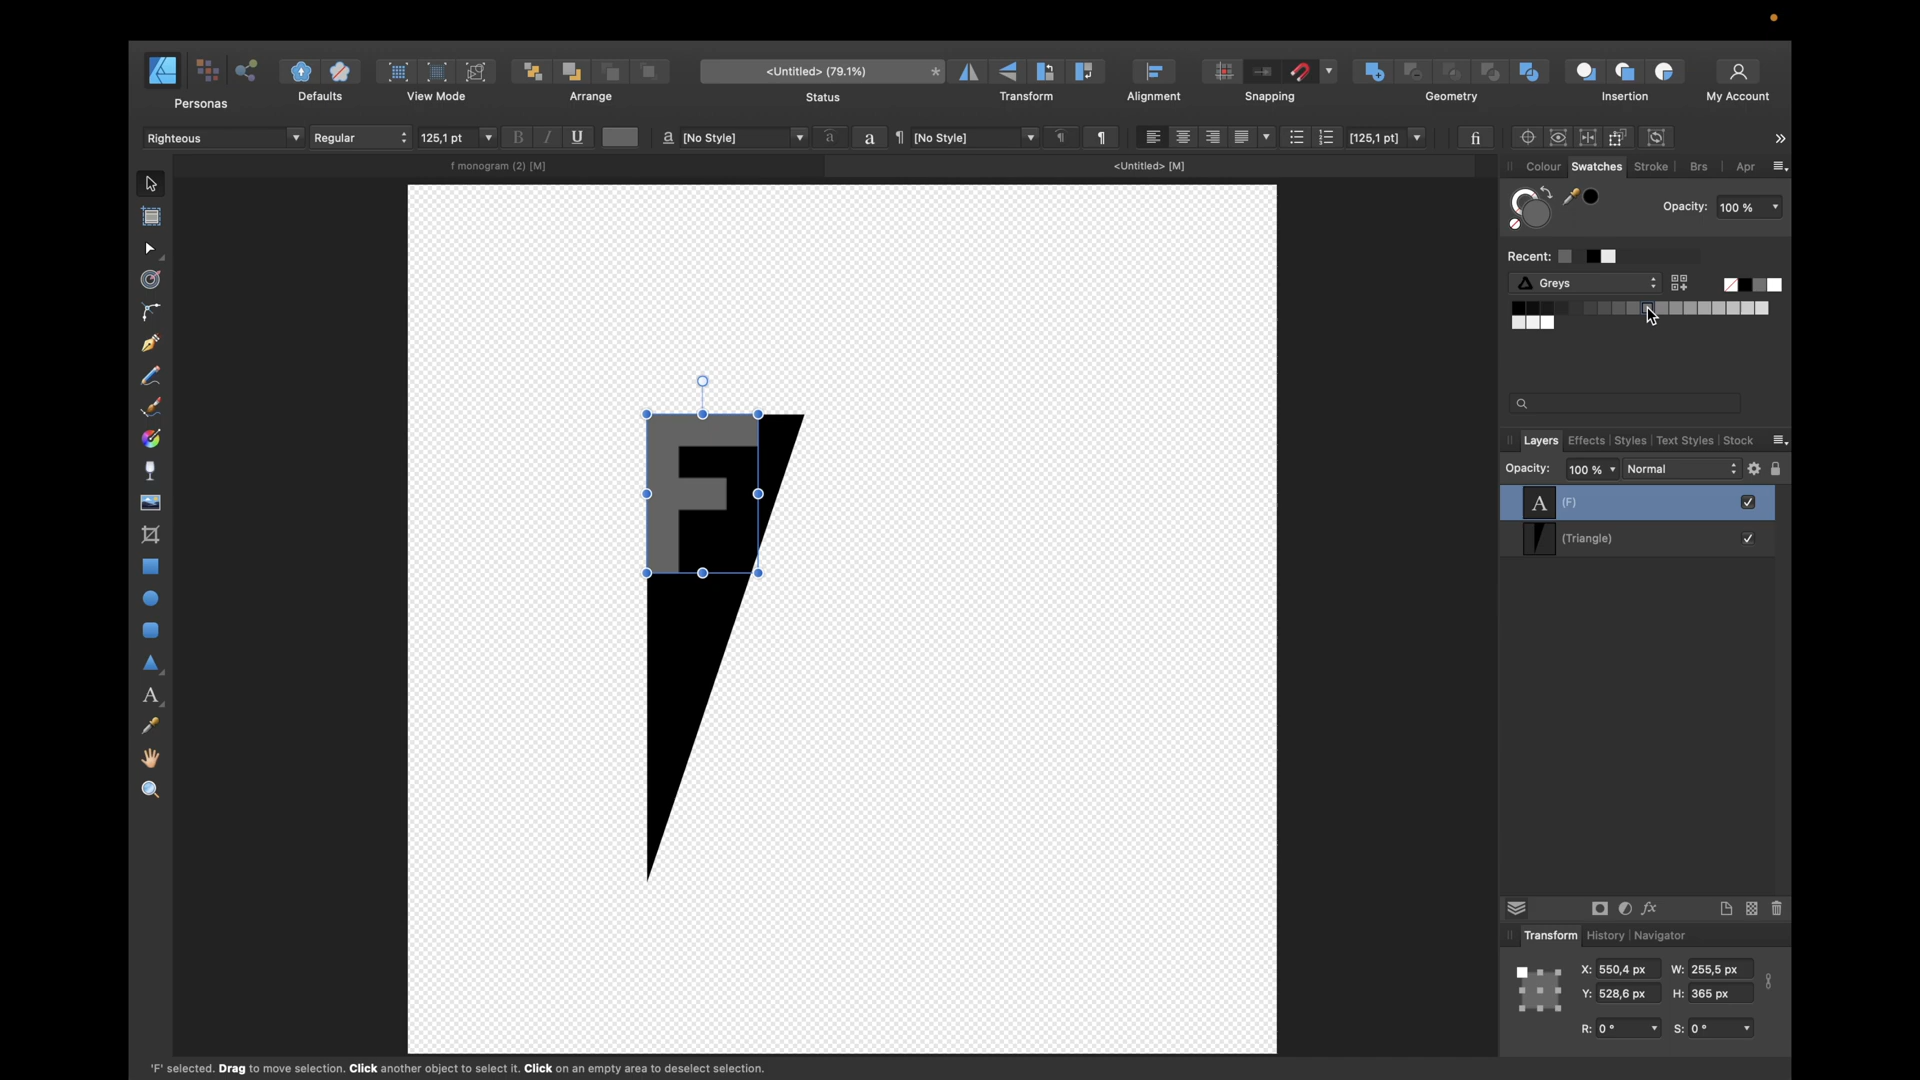 <Untitled> (79.1%)
*
Personas
Defaults
View Mode
Arrange
Status
Transform
Alignment
Snapping
Geometry
Insertion
My Account
Righteous
Regular
125,1 pt
B I U
a [No Style]
a
a
¶ [No Style]
¶
¶
[125,1 pt]
fi
»
f monogram (2) [M]
<Untitled> [M]
Colour Swatches Stroke Brs Apr
Opacity: 100 %
Recent:
Greys
F
Layers Effects Styles Text Styles Stock
Opacity: 100 % Normal
A (F)
(Triangle)
A
fx
Transform History Navigator
X: 550,4 px W: 255,5 px
Y: 528,6 px H: 365 px
R: 0 ° S: 0 °
'F' selected. Drag to move selection. Click another object to select it. Click on an empty area to deselect selection.